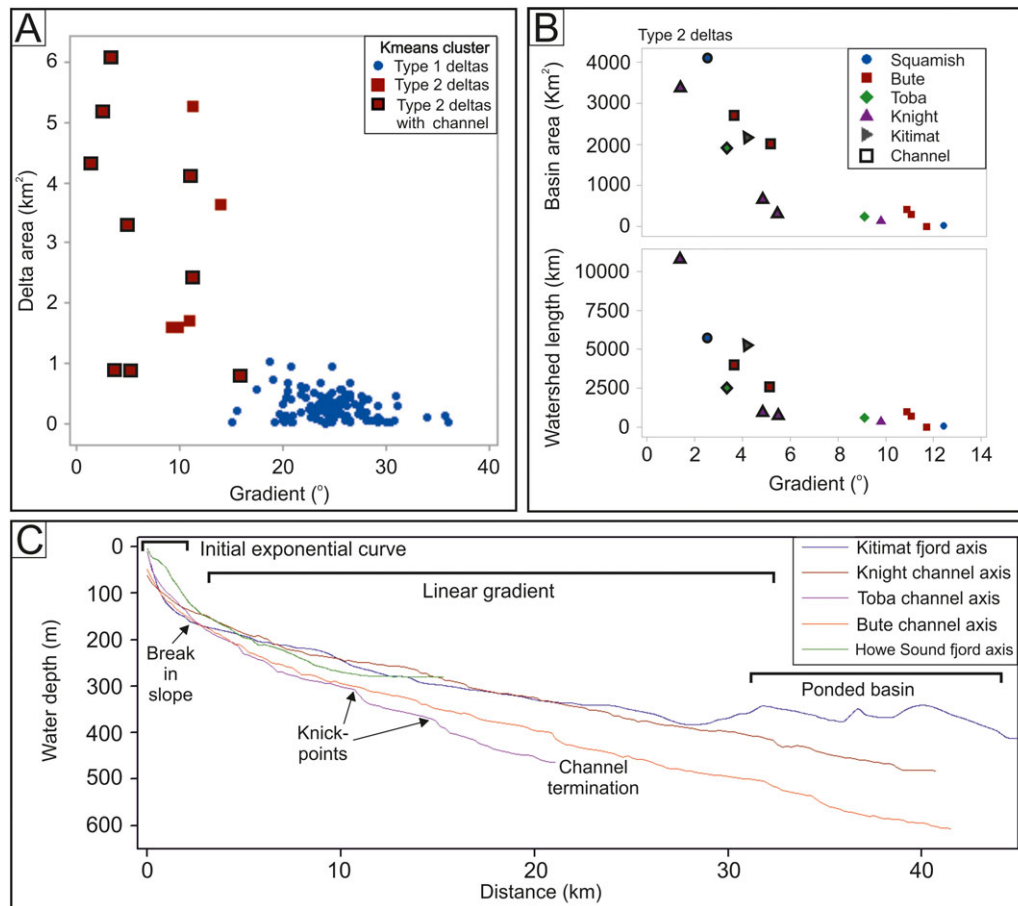 A
Kmeans cluster
Type 1 deltas
Type 2 deltas
Type 2 deltas
with channel
Delta area (km²)
6
5
4
3
2
1
0
0 10 20 30 40
Gradient (°)
B
Type 2 deltas
Squamish
Bute
Toba
Knight
Kitimat
Channel
Basin area (Km²)
4000
3000
2000
1000
0
Watershed length (km)
10000
7500
5000
2500
0
0 2 4 6 8 10 12 14
Gradient (°)
C
Initial exponential curve
Linear gradient
Kitimat fjord axis
Knight channel axis
Toba channel axis
Bute channel axis
Howe Sound fjord axis
Break
in
slope
Knick-
points
Channel
termination
Ponded basin
Water depth (m)
0
100
200
300
400
500
600
0 10 20 30 40
Distance (km)